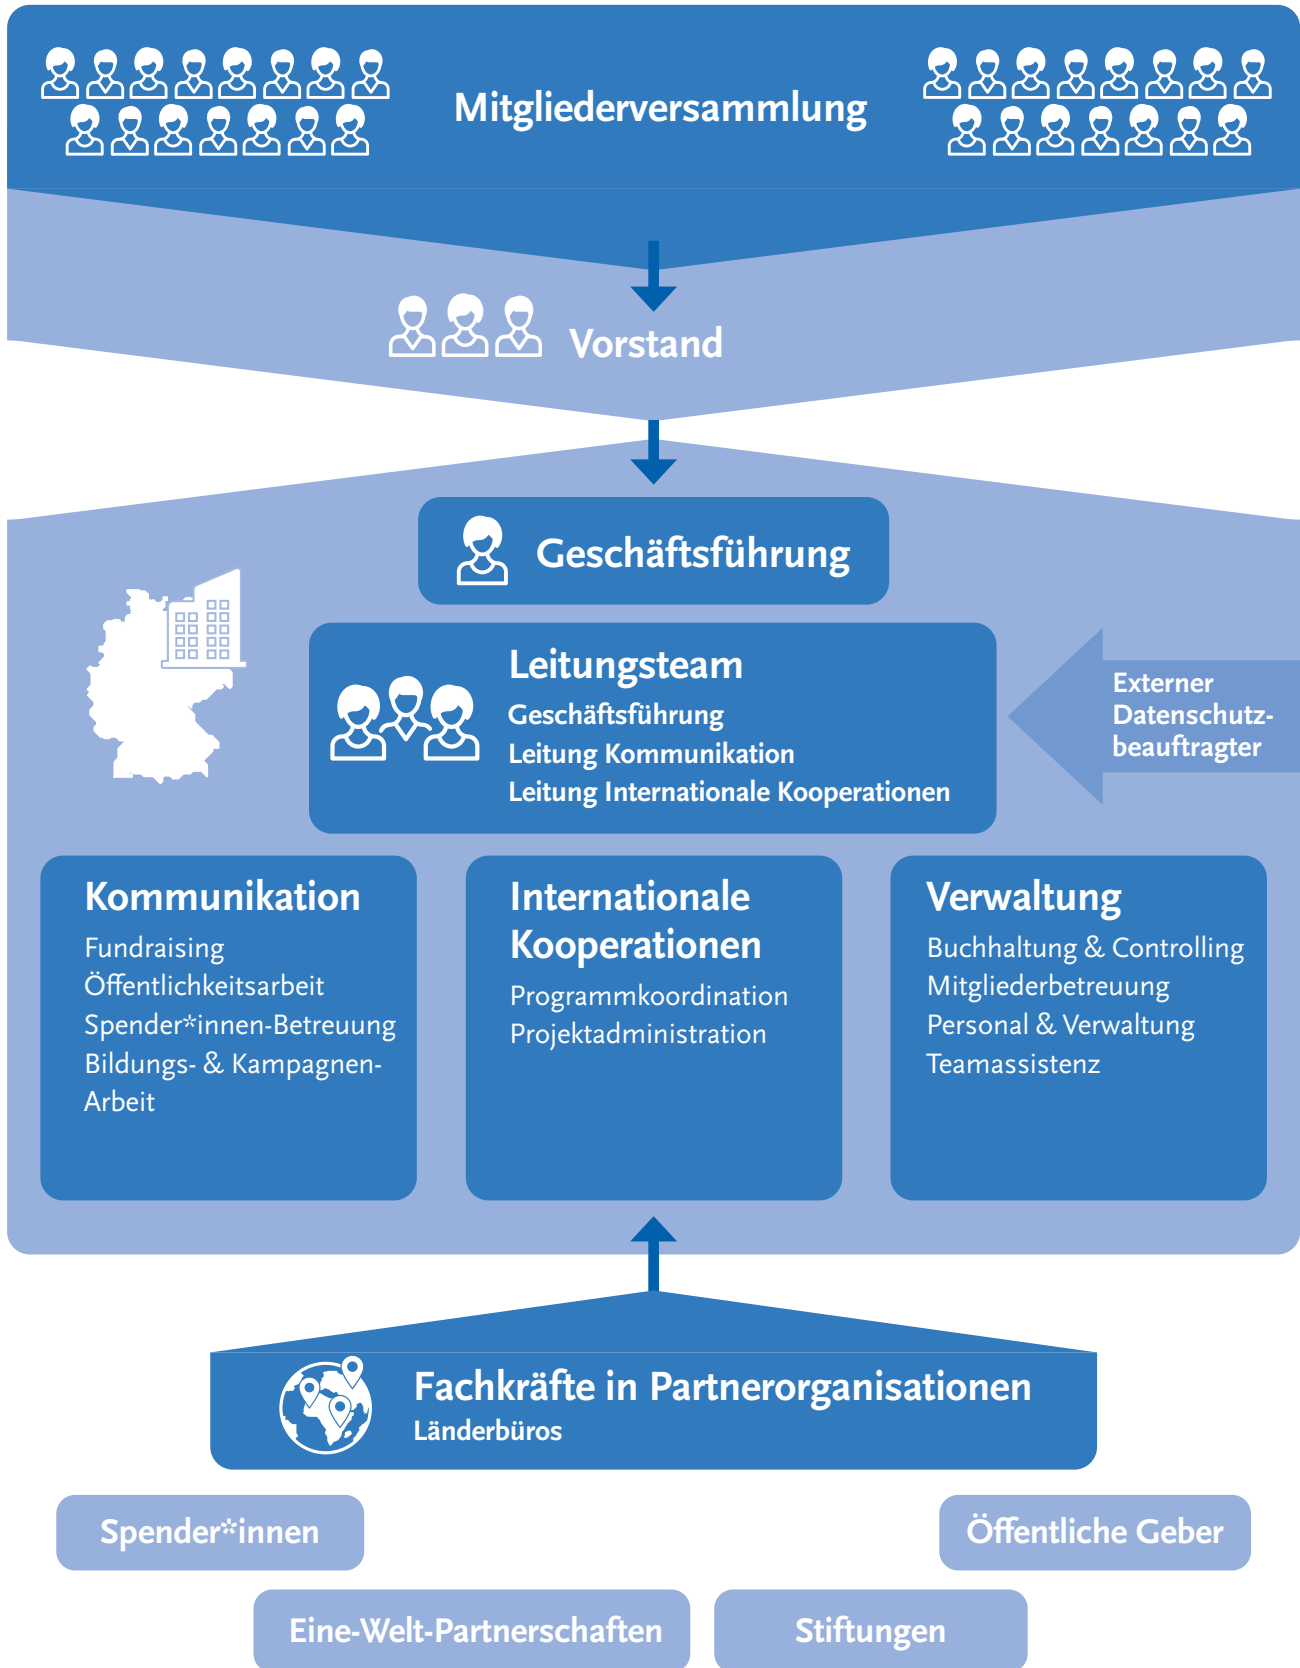 Mitgliederversammlung
Vorstand
Geschäftsführung
Leitungsteam
Geschäftsführung
Leitung Kommunikation
Leitung Internationale Kooperationen
Externer
Datenschutz-
beauftragter
Kommunikation
Fundraising
Öffentlichkeitsarbeit
Spender*innen-Betreuung
Bildungs- & Kampagnen-
Arbeit
Internationale
Kooperationen
Programmkoordination
Projektadministration
Verwaltung
Buchhaltung & Controlling
Mitgliederbetreuung
Personal & Verwaltung
Teamassistenz
Fachkräfte in Partnerorganisationen
Länderbüros
Spender*innen
Öffentliche Geber
Eine-Welt-Partnerschaften
Stiftungen